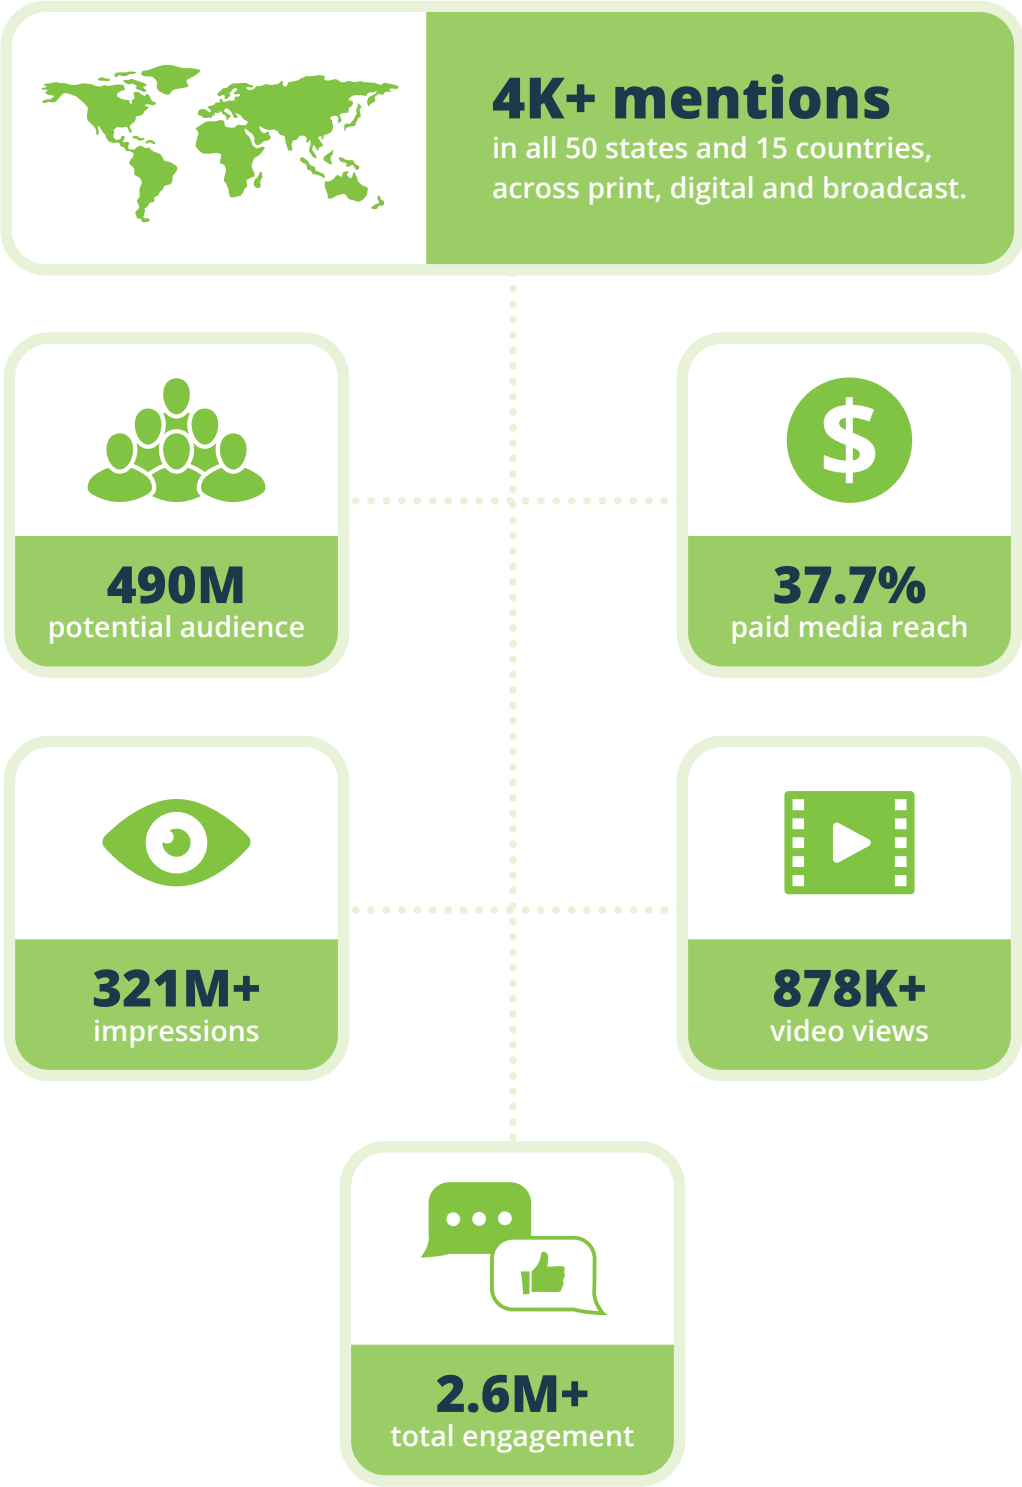 4K+ mentions
in all 50 states and 15 countries,
across print, digital and broadcast.
490M
potential audience
$
37.7%
paid media reach
321M+
impressions
878K+
video views
2.6M+
total engagement